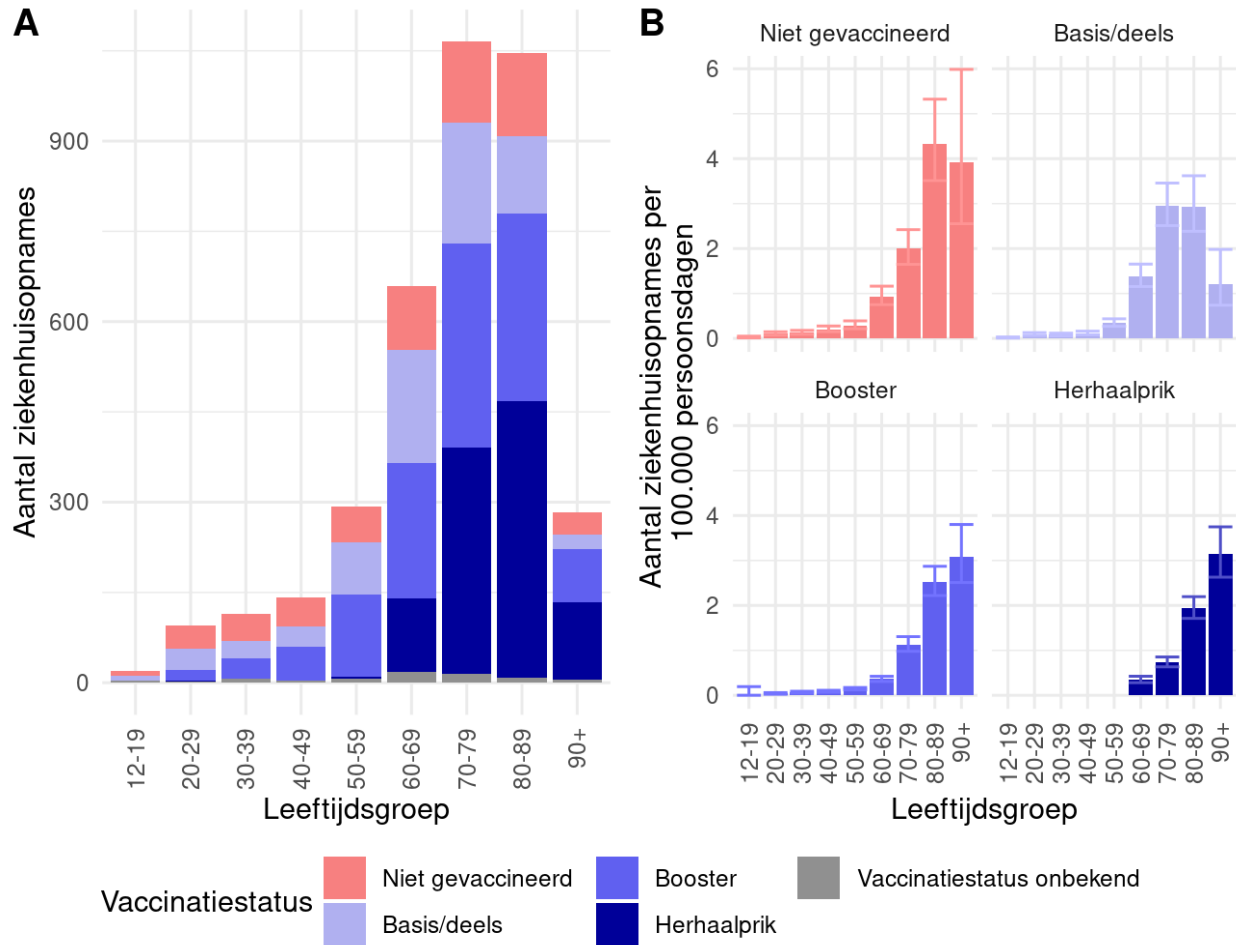 A
Aantal ziekenhuisopnames
900
600
300
0
12-19
20-29
30-39
40-49
50-59
60-69
70-79
80-89
90+
Leeftijdsgroep
B
Aantal ziekenhuisopnames per
100.000 persoonsdagen
Niet gevaccineerd
Basis/deels
6
4
2
0
Booster
Herhaalprik
6
4
2
0
12-19
20-29
30-39
40-49
50-59
60-69
70-79
80-89
90+
12-19
20-29
30-39
40-49
50-59
60-69
70-79
80-89
90+
Leeftijdsgroep
Vaccinatiestatus
Niet gevaccineerd
Basis/deels
Booster
Herhaalprik
Vaccinatiestatus onbekend